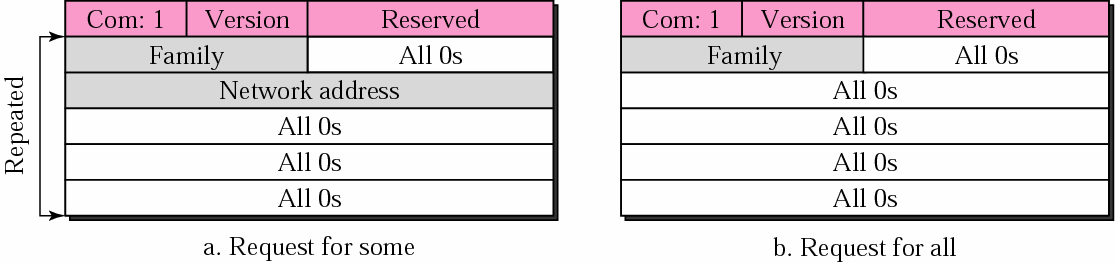 Com: 1 Version Reserved
Family All 0s
Network address
All 0s
All 0s
All 0s
Repeated
a. Request for some
Com: 1 Version Reserved
Family All 0s
All 0s
All 0s
All 0s
All 0s
b. Request for all